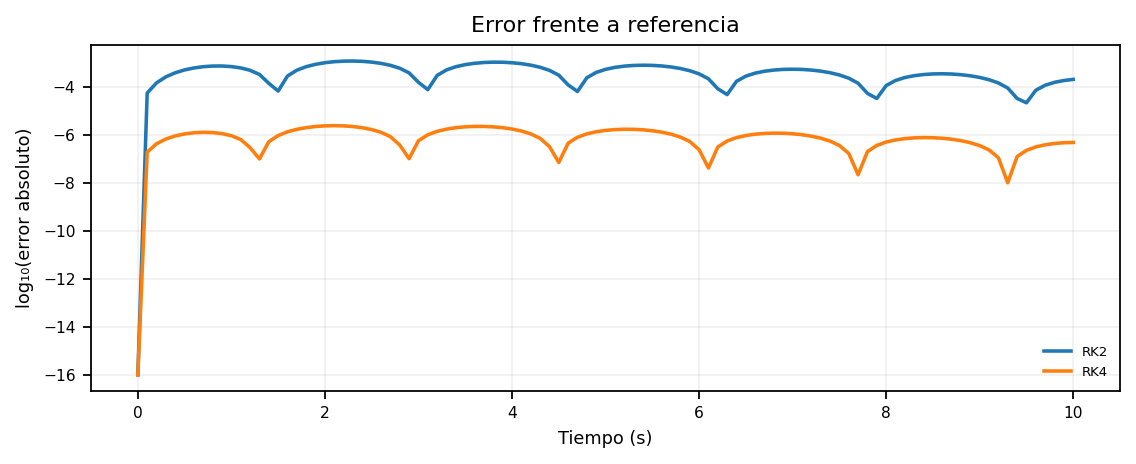 Error frente a referencia
log₁₀(error absoluto)
−4
−6
−8
−10
−12
−14
−16
RK2
RK4
0
2
4
6
8
10
Tiempo (s)